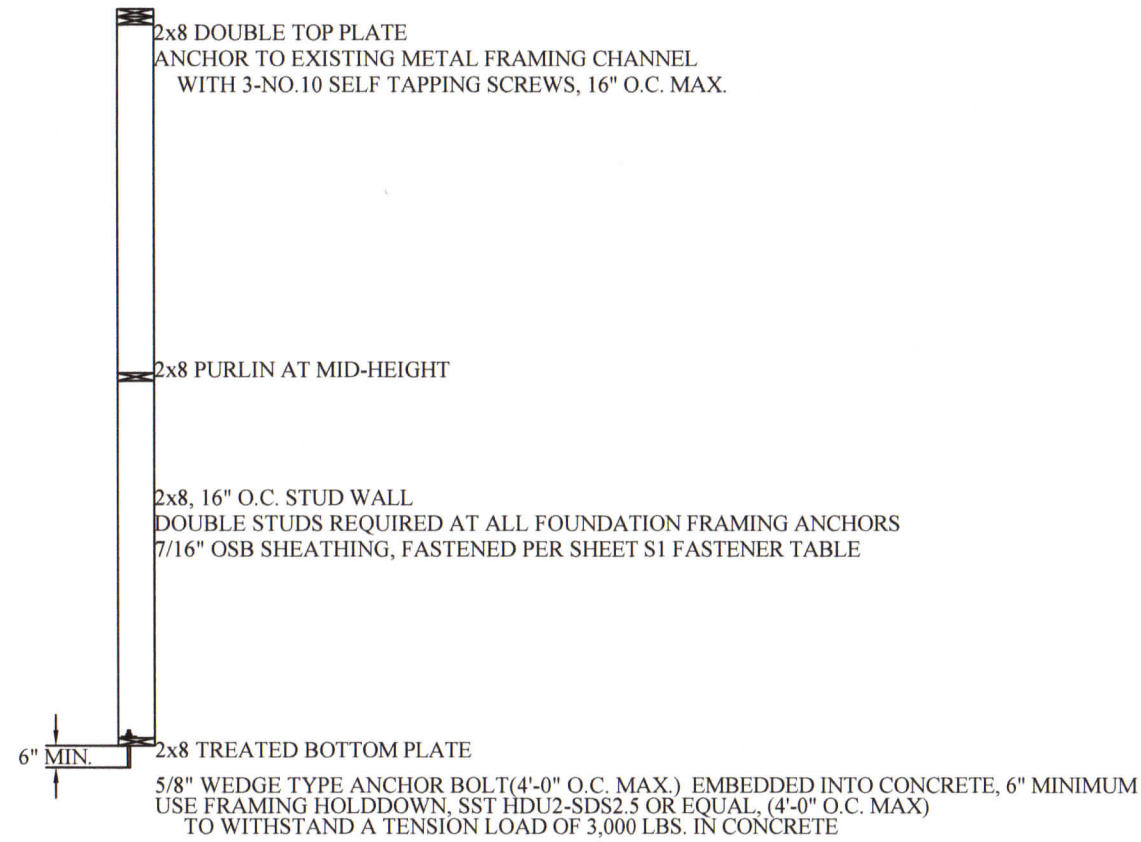 2x8 DOUBLE TOP PLATE
ANCHOR TO EXISTING METAL FRAMING CHANNEL
WITH 3-NO.10 SELF TAPPING SCREWS, 16" O.C. MAX.
2x8 PURLIN AT MID-HEIGHT
2x8, 16" O.C. STUD WALL
DOUBLE STUDS REQUIRED AT ALL FOUNDATION FRAMING ANCHORS
7/16" OSB SHEATHING, FASTENED PER SHEET S1 FASTENER TABLE
6" MIN.
2x8 TREATED BOTTOM PLATE
5/8" WEDGE TYPE ANCHOR BOLT(4'-0" O.C. MAX.) EMBEDDED INTO CONCRETE, 6" MINIMUM
USE FRAMING HOLDDOWN, SST HDU2-SDS2.5 OR EQUAL, (4'-0" O.C. MAX)
TO WITHSTAND A TENSION LOAD OF 3,000 LBS. IN CONCRETE